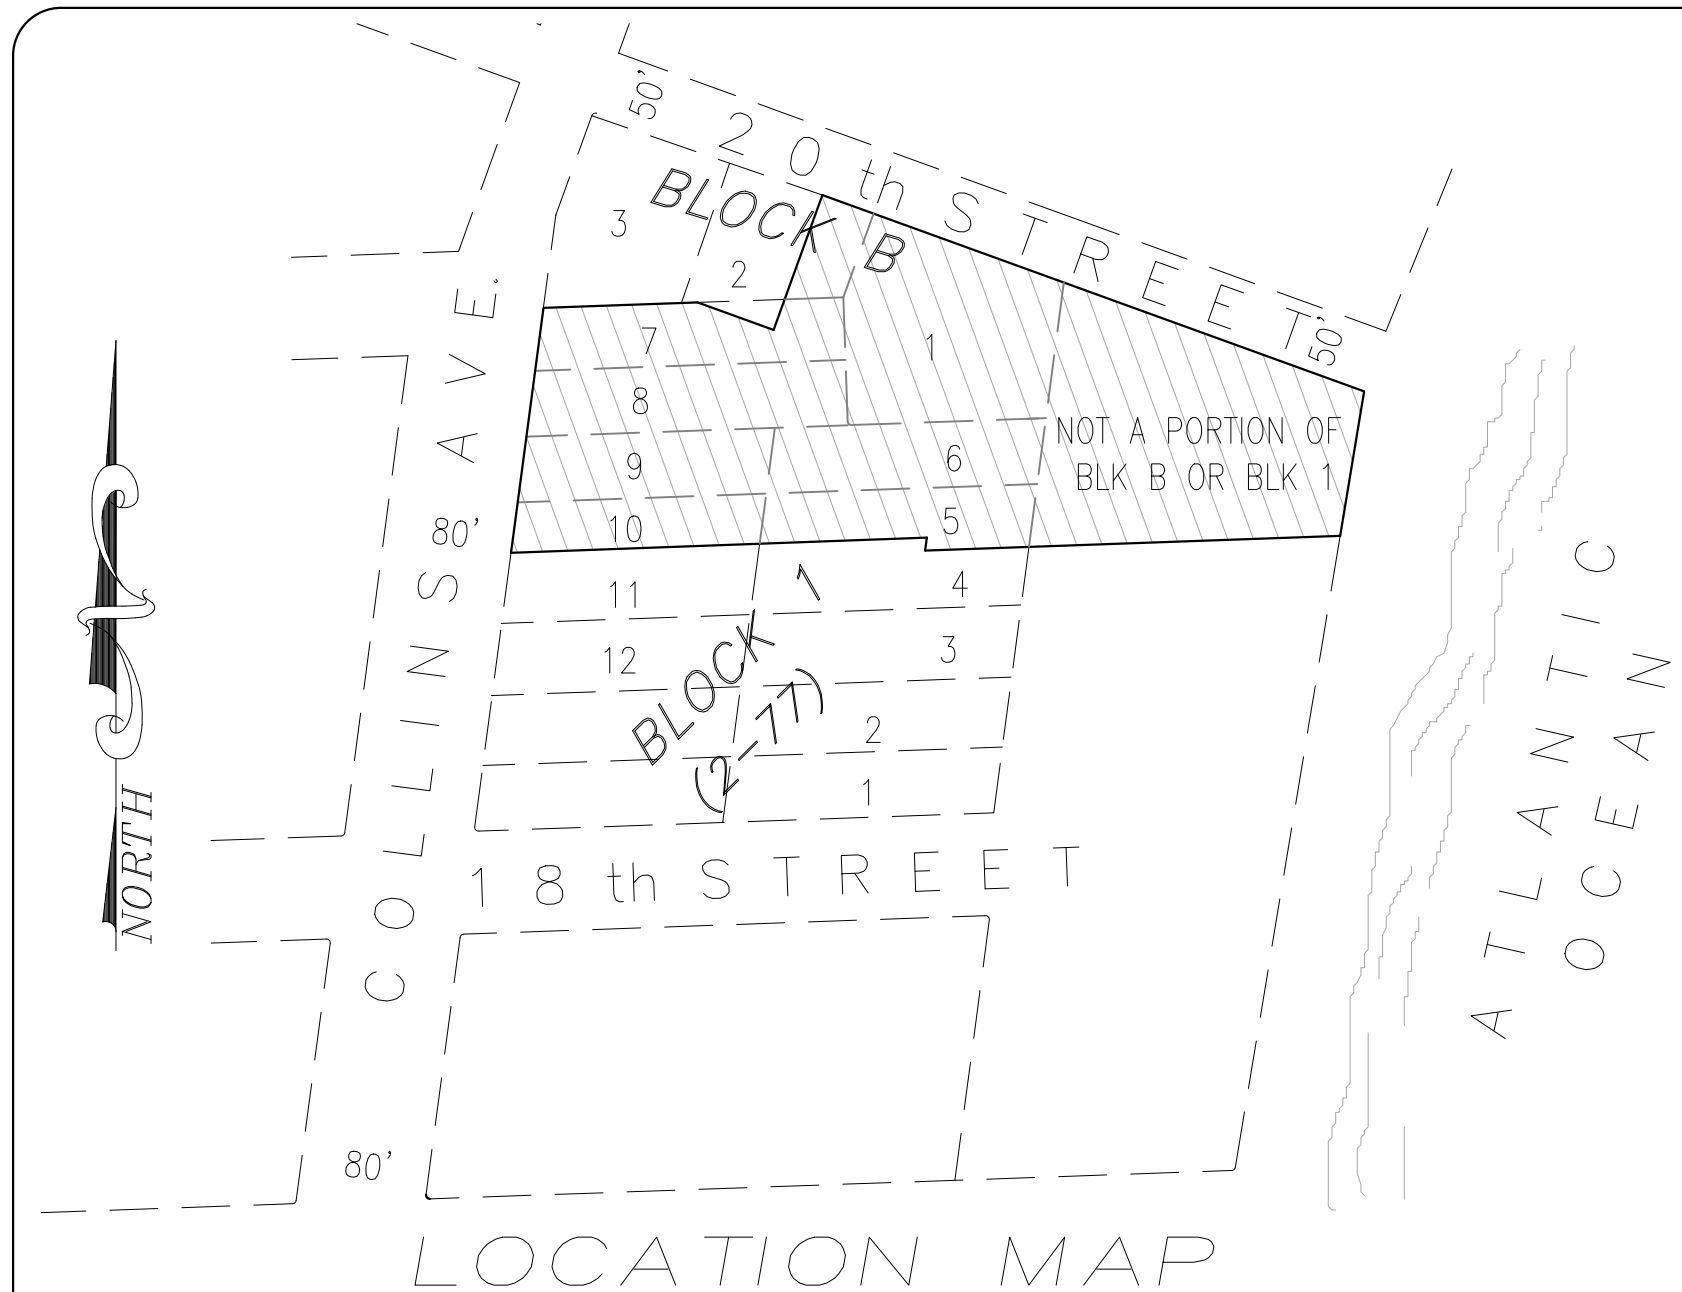 50'
20th STREET
BLOCK B
3
2
7
1
50'
8
NOT A PORTION OF
BLK B OR BLK 1
9
6
10
5
80'
COLLINS AVE.
11
4
BLOCK 1
(2-77)
12
3
2
1
18th STREET
NORTH
80'
ATLANTIC
OCEAN
LOCATION MAP